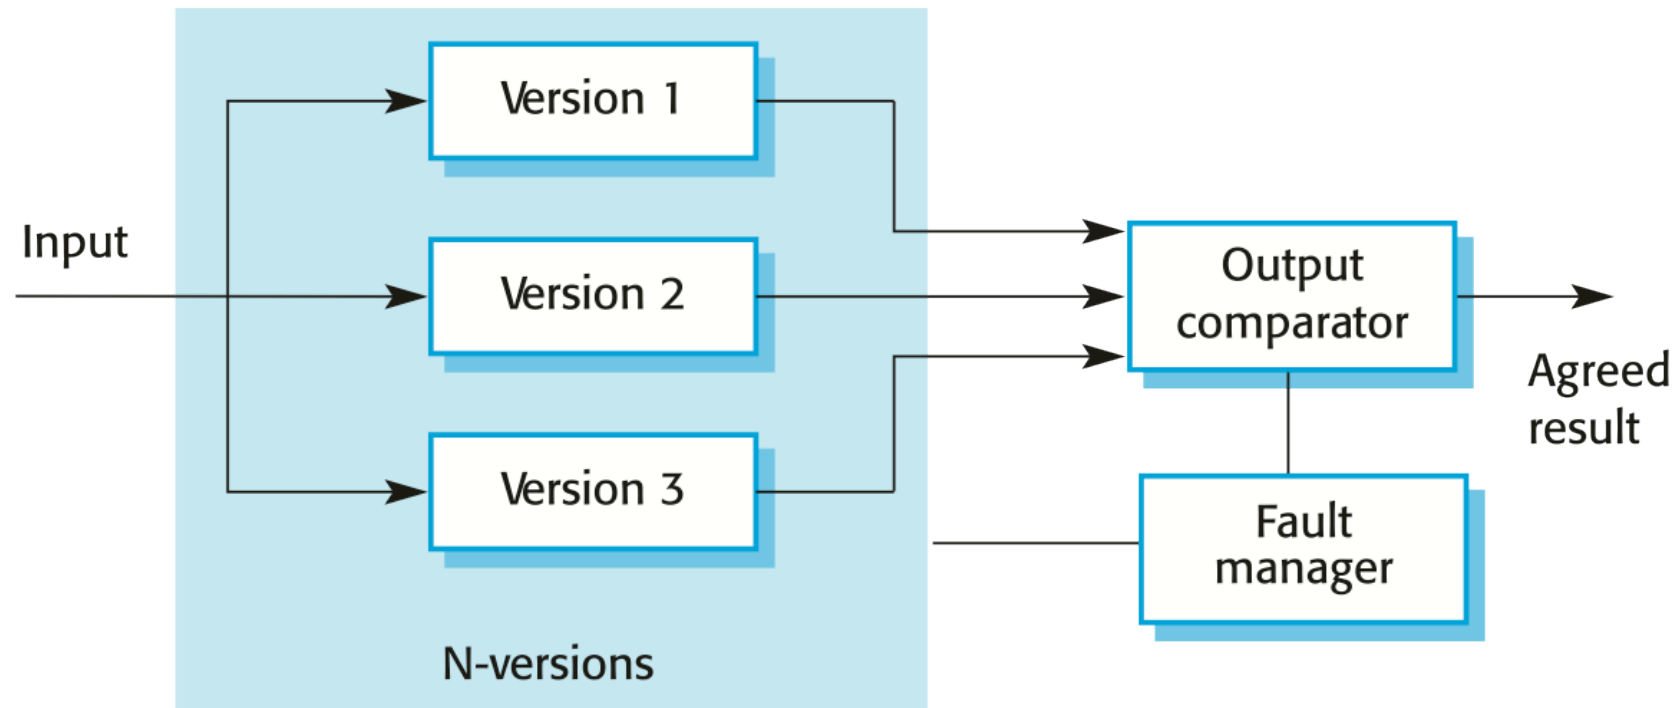 Version 1
Input
Version 2
Output
comparator
Agreed
result
Version 3
Fault
manager
N-versions